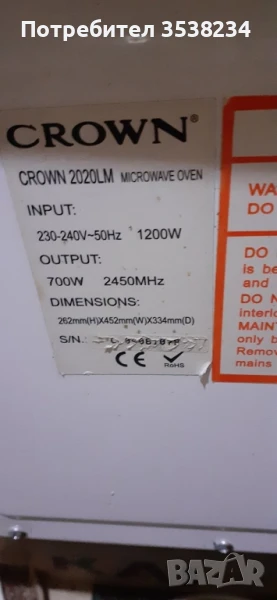 Потребител 3538234
CROWN®
CROWN 2020LM MICROWAVE OVEN
INPUT:
230-240V~50Hz 1200W
OUTPUT:
700W 2450MHz
DIMENSIONS:
262mm(H)X452mm(W)X334mm(D)
S/N.
CE RoHS
WA
DO
DO
is be
and
DO N
interlo
MAINT
only b
Remov
mains
BAZAR